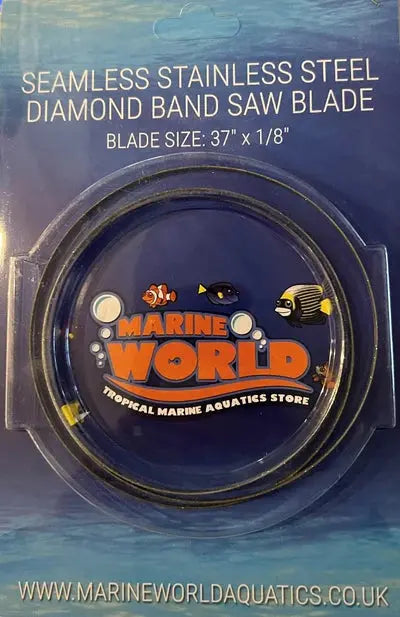 SEAMLESS STAINLESS STEEL
DIAMOND BAND SAW BLADE
BLADE SIZE: 37" x 1/8"
MARINE
WORLD
TROPICAL MARINE AQUATICS STORE
WWW.MARINEWORLDAQUATICS.CO.UK